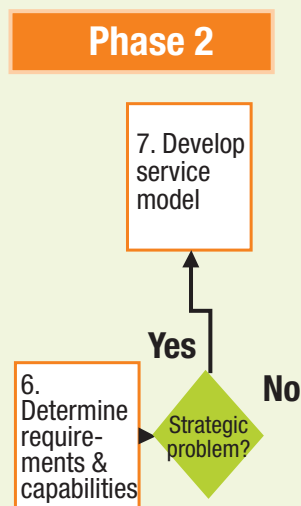 Phase 2
7. Develop
service
model
Yes
No
6.
Determine
require-
ments &
capabilities
Strategic
problem?